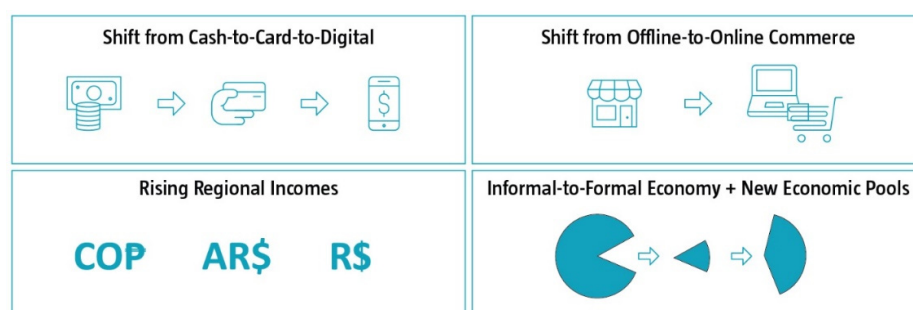 Shift from Cash-to-Card-to-Digital
$
Shift from Offline-to-Online Commerce
Rising Regional Incomes
COP AR$ R$
Informal-to-Formal Economy + New Economic Pools